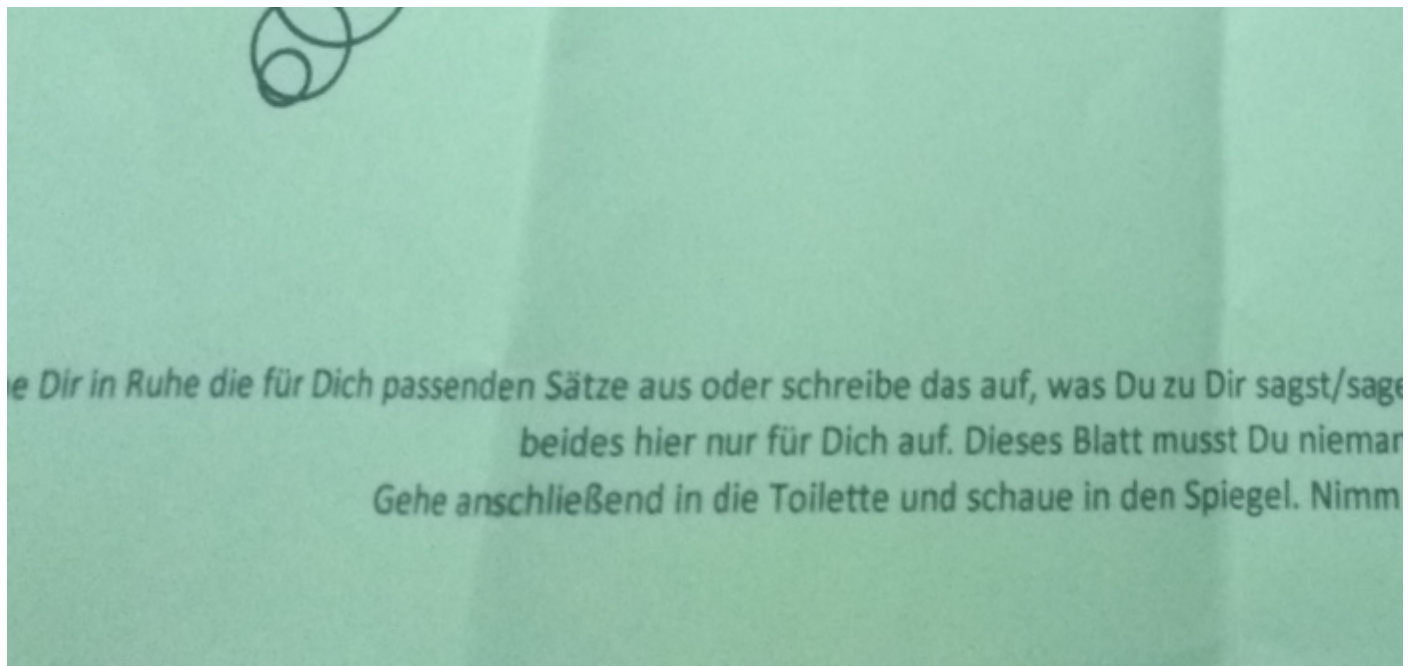 e Dir in Ruhe die für Dich passenden Sätze aus oder schreibe das auf, was Du zu Dir sagst/sage
beides hier nur für Dich auf. Dieses Blatt musst Du nieman
Gehe anschließend in die Toilette und schaue in den Spiegel. Nimm